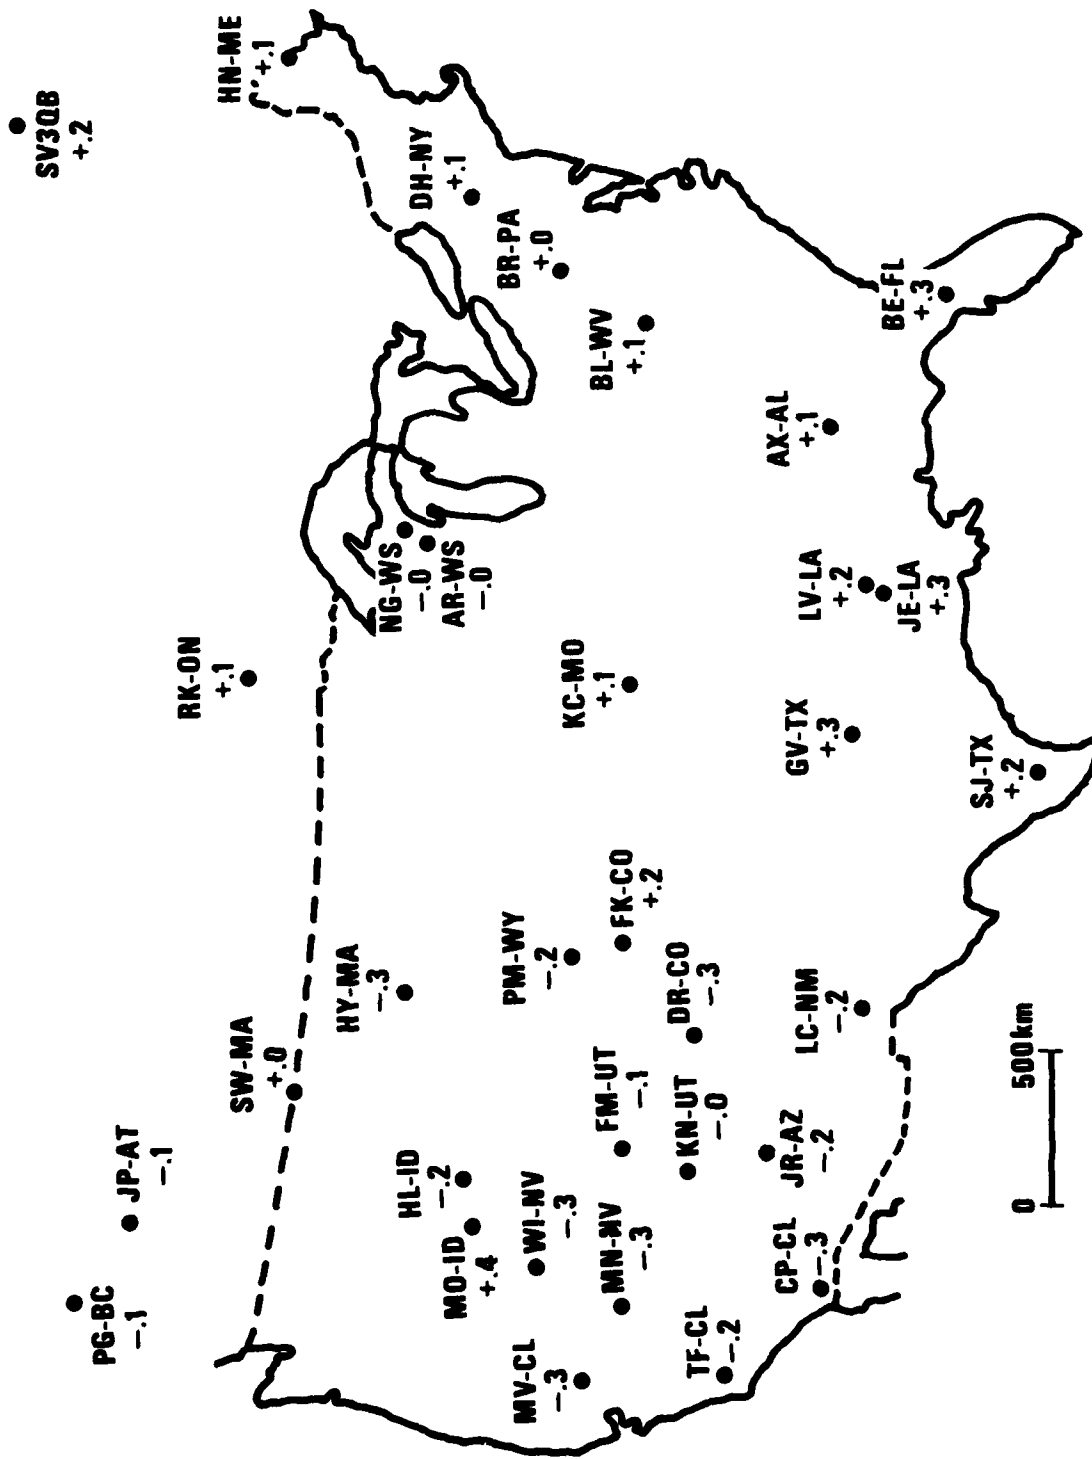 SV3QB
+.2
HN-ME
+.1
DH-NY
+.1
BR-PA
+.0
BL-WV
+.1
BE-FL
+.3
AX-AL
+.1
NG-WS
-.0
AR-WS
-.0
LV-LA
+.2
JE-LA
+.3
RK-ON
+.1
KC-MO
+.1
GV-TX
+.3
SJ-TX
+.2
FK-CO
+.2
PM-WY
-.2
DR-CO
-.3
HY-MA
-.3
LC-NM
-.2
SW-MA
+.0
FM-UT
-.1
KN-UT
-.0
JR-AZ
-.2
JP-AT
-.1
HL-ID
-.2
MO-ID
+.4
WI-NV
-.3
MN-NV
-.3
CP-CL
-.3
PG-BC
-.1
MV-CL
-.3
TF-CL
-.2
0 500km